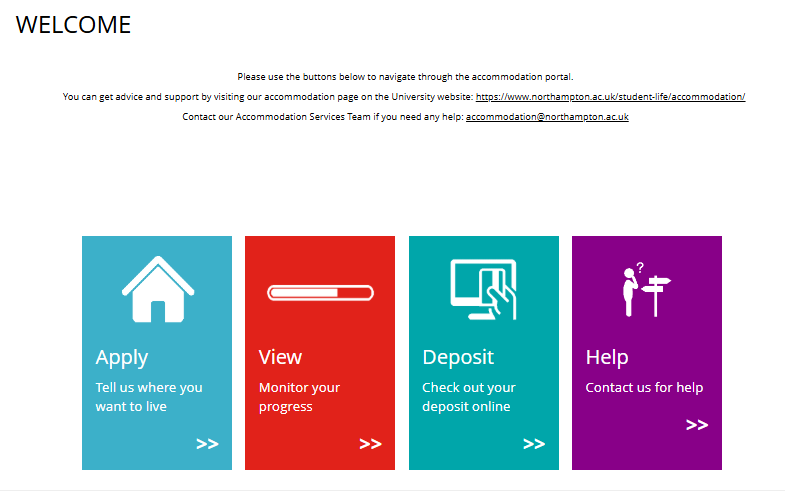 WELCOME
Please use the buttons below to navigate through the accommodation portal.
You can get advice and support by visiting our accommodation page on the University website: https://www.northampton.ac.uk/student-life/accommodation/
Contact our Accommodation Services Team if you need any help: accommodation@northampton.ac.uk
Apply
Tell us where you
want to live
>>
View
Monitor your
progress
>>
Deposit
Check out your
deposit online
>>
?
Help
Contact us for help
>>